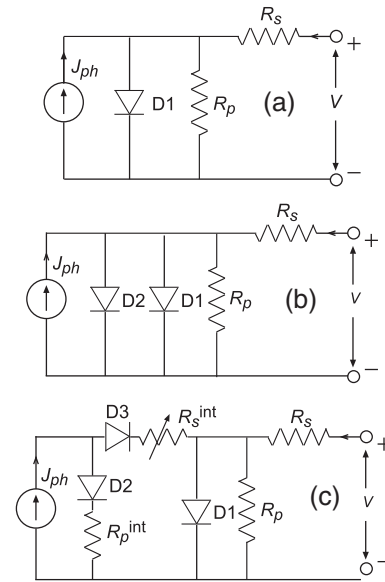 R_s
+
J_ph
D1
R_p
(a)
V
−
R_s
+
J_ph
D2
D1
R_p
(b)
V
−
D3
R_s^int
R_s
+
J_ph
D2
R_p^int
D1
R_p
(c)
V
−